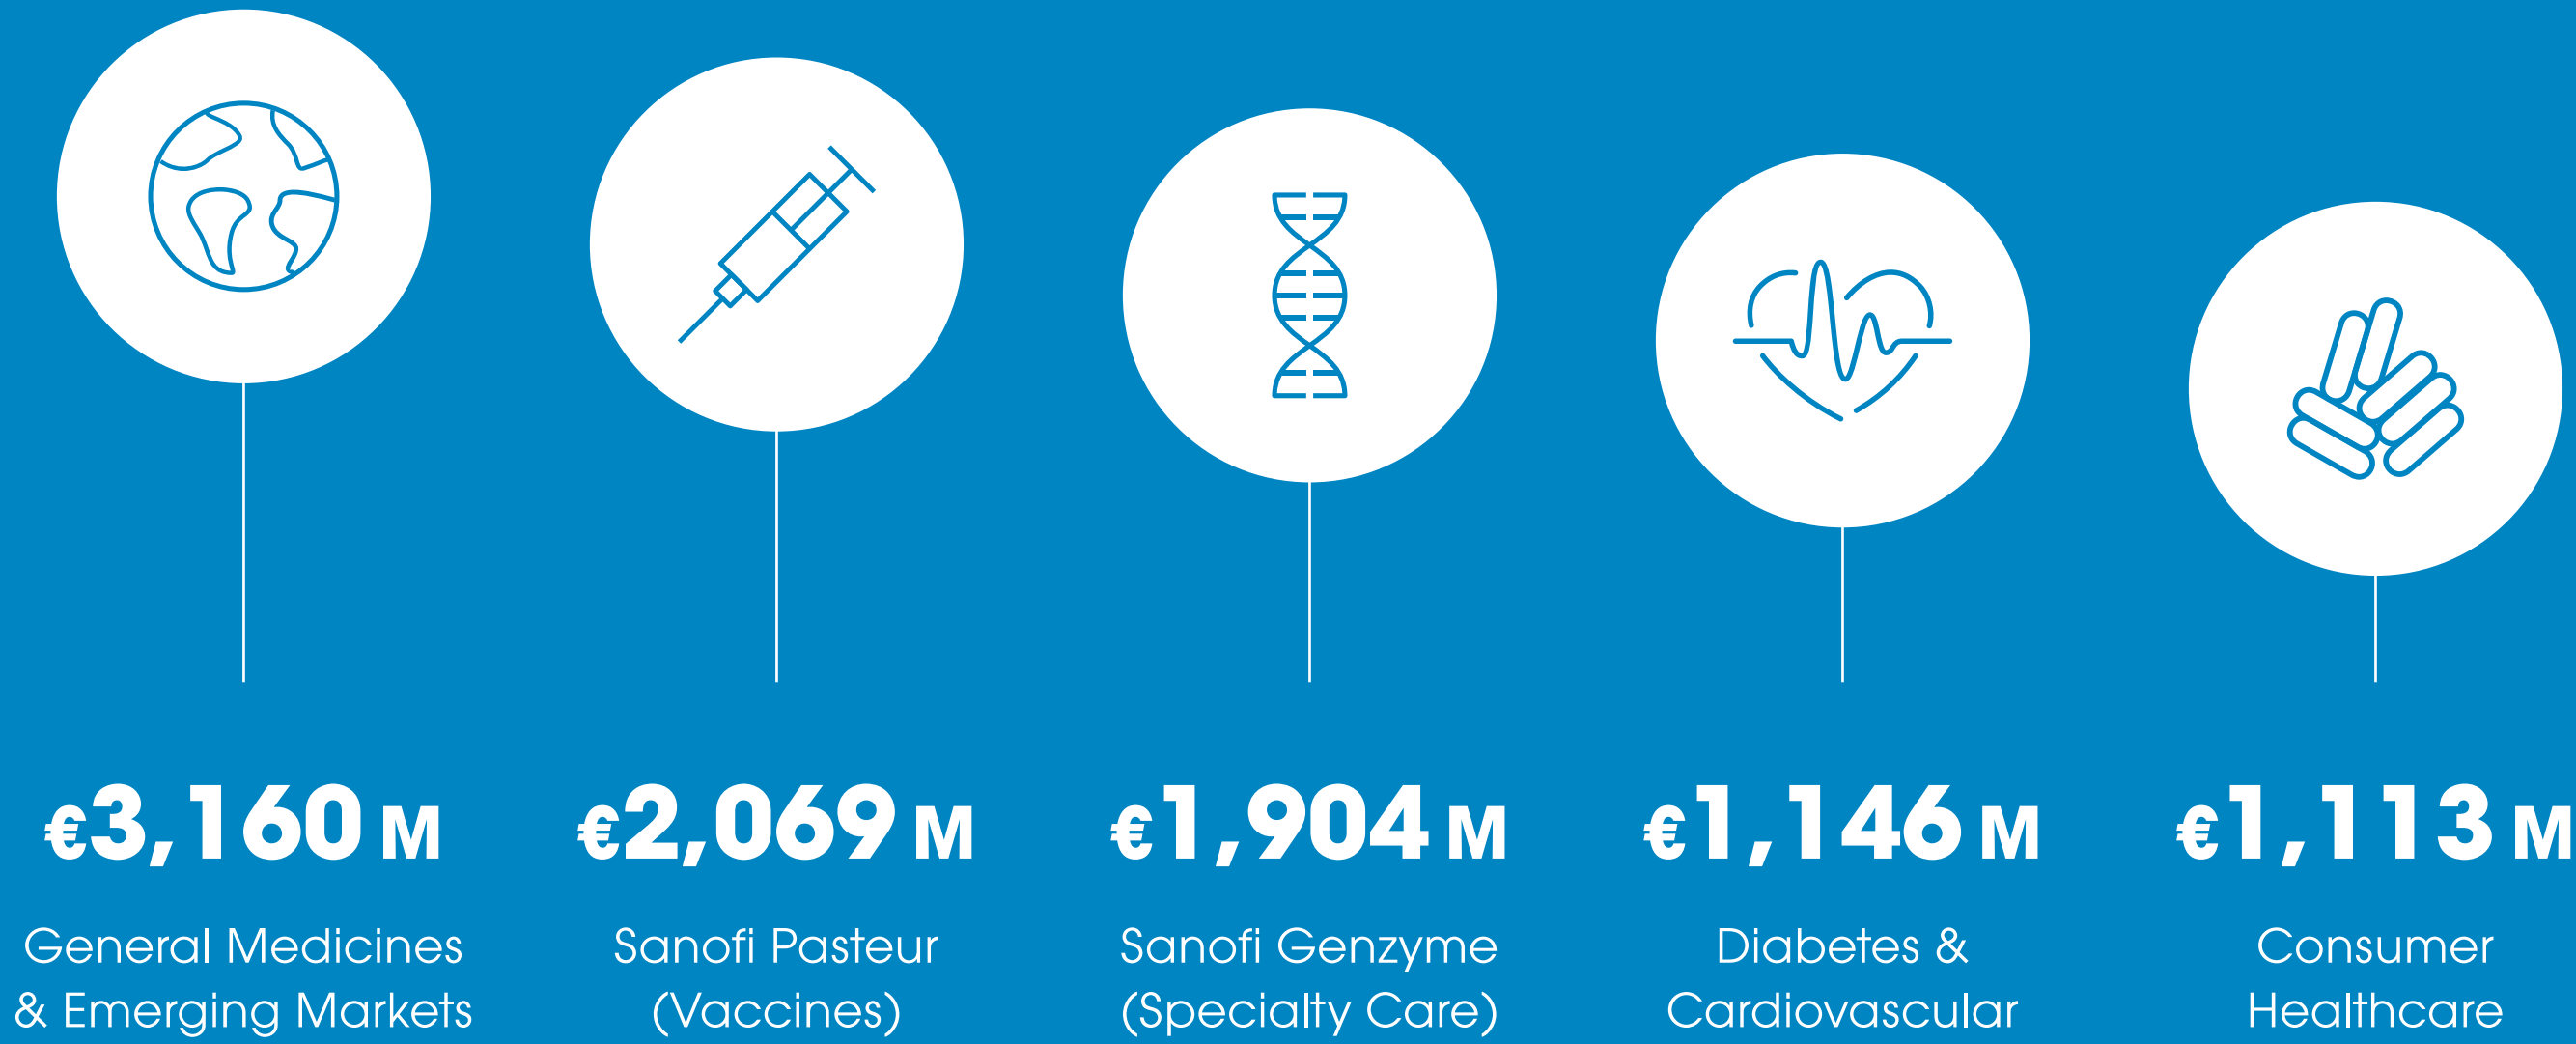 €3,160 M
General Medicines
& Emerging Markets
€2,069 M
Sanofi Pasteur
(Vaccines)
€1,904 M
Sanofi Genzyme
(Specialty Care)
€1,146 M
Diabetes &
Cardiovascular
€1,113 M
Consumer
Healthcare